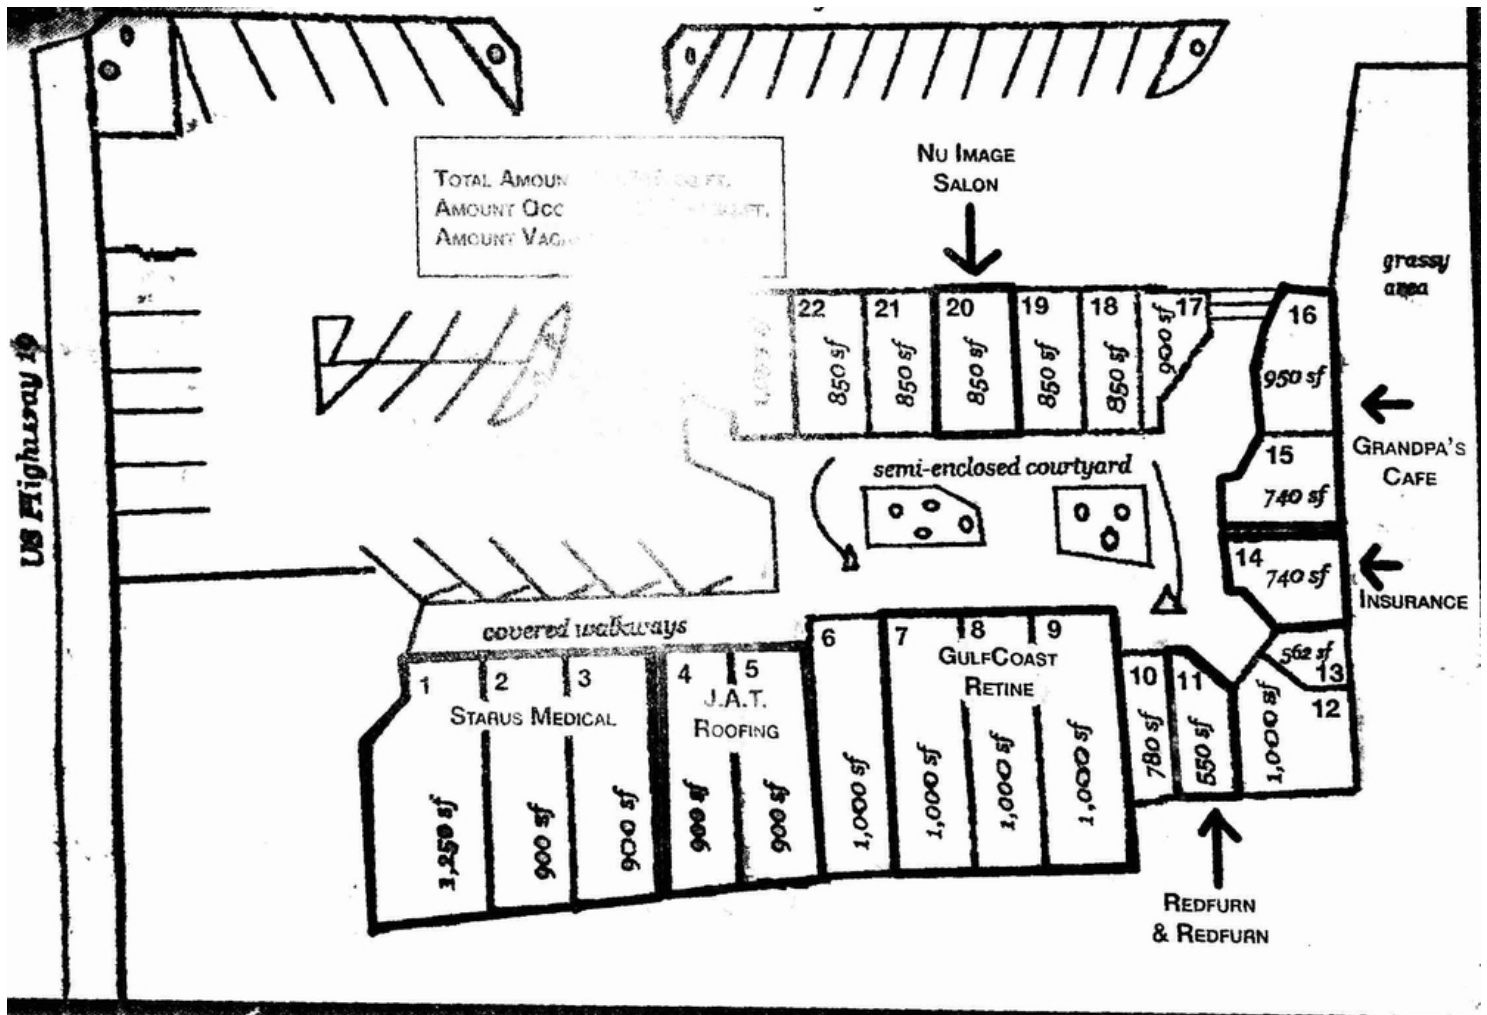 TOTAL AMOUN SQ FT.
AMOUNT OCC
AMOUNT VAC
NU IMAGE
SALON
grassy
area
22 21 20 19 18 17 16
850 sf 850 sf 850 sf 850 sf 850 sf 900 sf 950 sf
US Highway 19
GRANDPA'S
CAFE
semi-enclosed courtyard
15
740 sf
14
740 sf
INSURANCE
covered walkways
6 7 8 9
GULFCOAST
RETINE
562 sf
13
1 2 3 4 5 10 11 12
STARUS MEDICAL
J.A.T.
ROOFING
1,250 sf 900 sf 900 sf 900 sf 900 sf 1,000 sf 1,000 sf 1,000 sf 1,000 sf 780 sf 550 sf 1,000 sf
REDFURN
& REDFURN